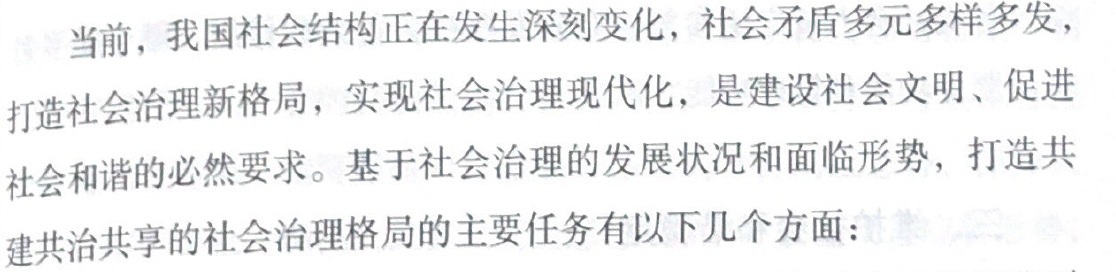 当前，我国社会结构正在发生深刻变化，社会矛盾多元多样多发，
打造社会治理新格局，实现社会治理现代化，是建设社会文明、促进
社会和谐的必然要求。基于社会治理的发展状况和面临形势，打造共
建共治共享的社会治理格局的主要任务有以下几个方面：